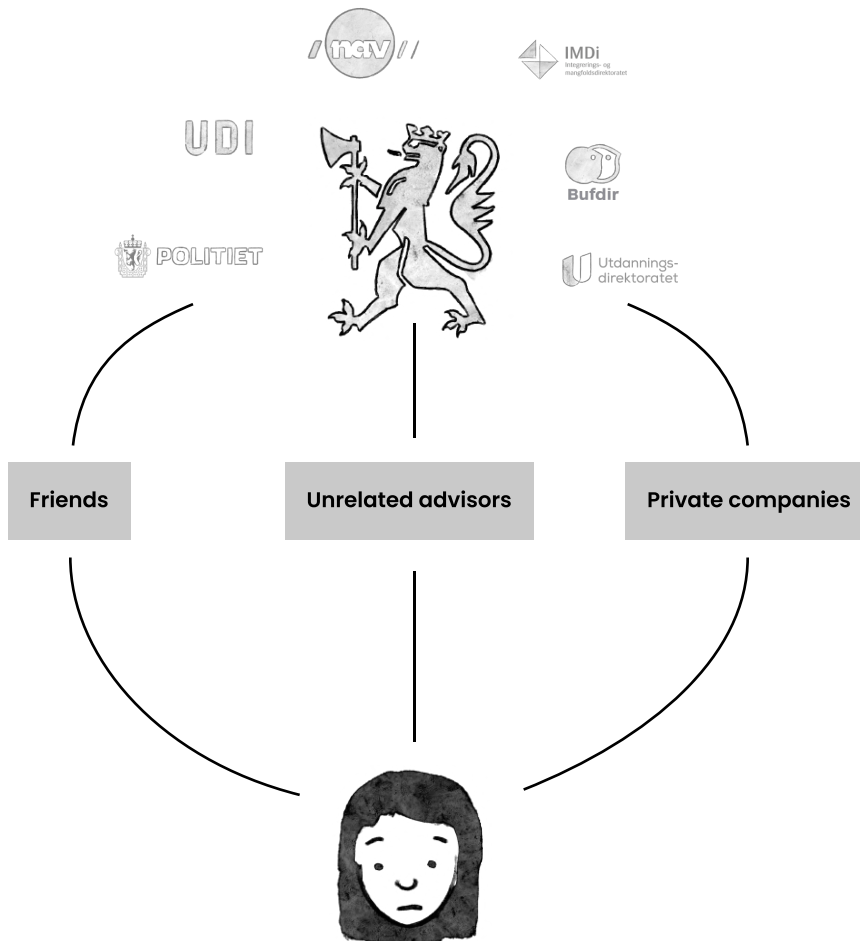 nav
IMDi
Integrerings- og
mangfoldsdirektoratet
UDI
Bufdir
POLITIET
Utdannings-
direktoratet
Friends
Unrelated advisors
Private companies